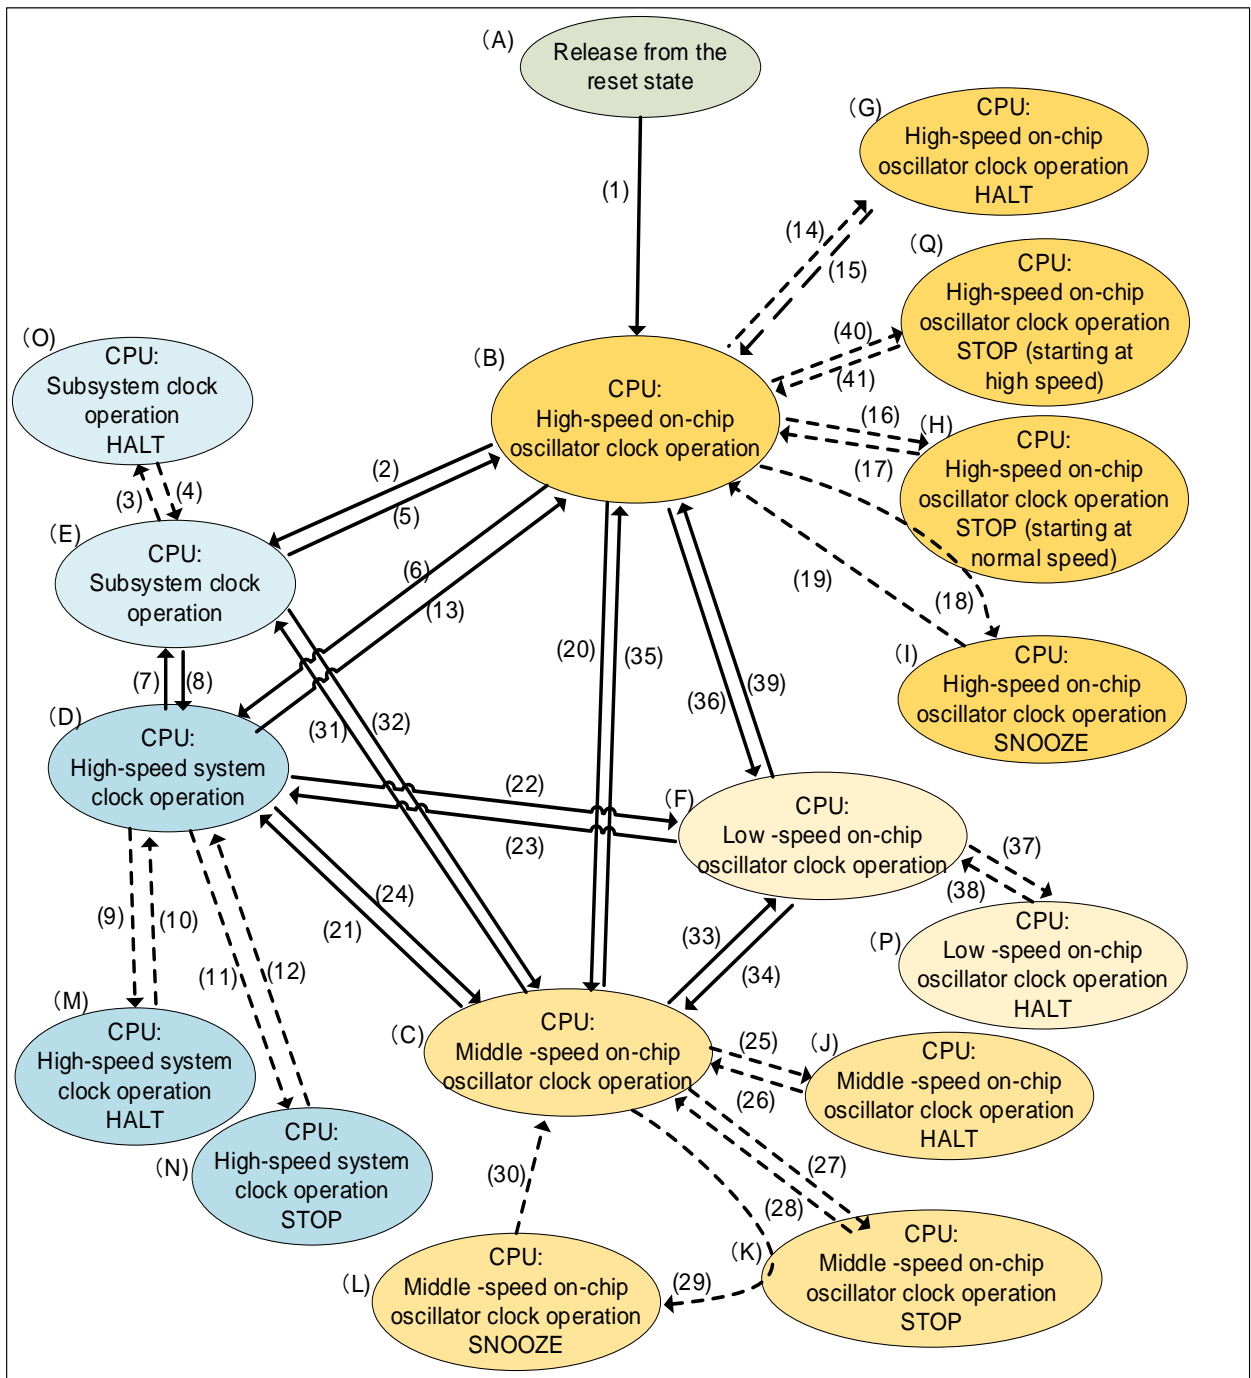 (A)
Release from the
reset state
(1)
(G)
CPU:
High-speed on-chip
oscillator clock operation
HALT
(14)
(15)
(Q)
CPU:
High-speed on-chip
oscillator clock operation
STOP (starting at
high speed)
(40)
(41)
(B)
CPU:
High-speed on-chip
oscillator clock operation
(16)
(17)
(H)
CPU:
High-speed on-chip
oscillator clock operation
STOP (starting at
normal speed)
(18)
(19)
(I)
CPU:
High-speed on-chip
oscillator clock operation
SNOOZE
(O)
CPU:
Subsystem clock
operation
HALT
(3)
(4)
(2)
(5)
(E)
CPU:
Subsystem clock
operation
(6)
(13)
(7)
(8)
(31)
(32)
(20)
(35)
(36)
(39)
(D)
CPU:
High-speed system
clock operation
(22)
(23)
(F)
CPU:
Low -speed on-chip
oscillator clock operation
(37)
(38)
(P)
CPU:
Low -speed on-chip
oscillator clock operation
HALT
(9)
(10)
(11)
(12)
(24)
(21)
(33)
(34)
(M)
CPU:
High-speed system
clock operation
HALT
(N)
CPU:
High-speed system
clock operation
STOP
(C)
CPU:
Middle -speed on-chip
oscillator clock operation
(25)
(26)
(J)
CPU:
Middle -speed on-chip
oscillator clock operation
HALT
(27)
(28)
(K)
CPU:
Middle -speed on-chip
oscillator clock operation
STOP
(30)
(29)
(L)
CPU:
Middle -speed on-chip
oscillator clock operation
SNOOZE